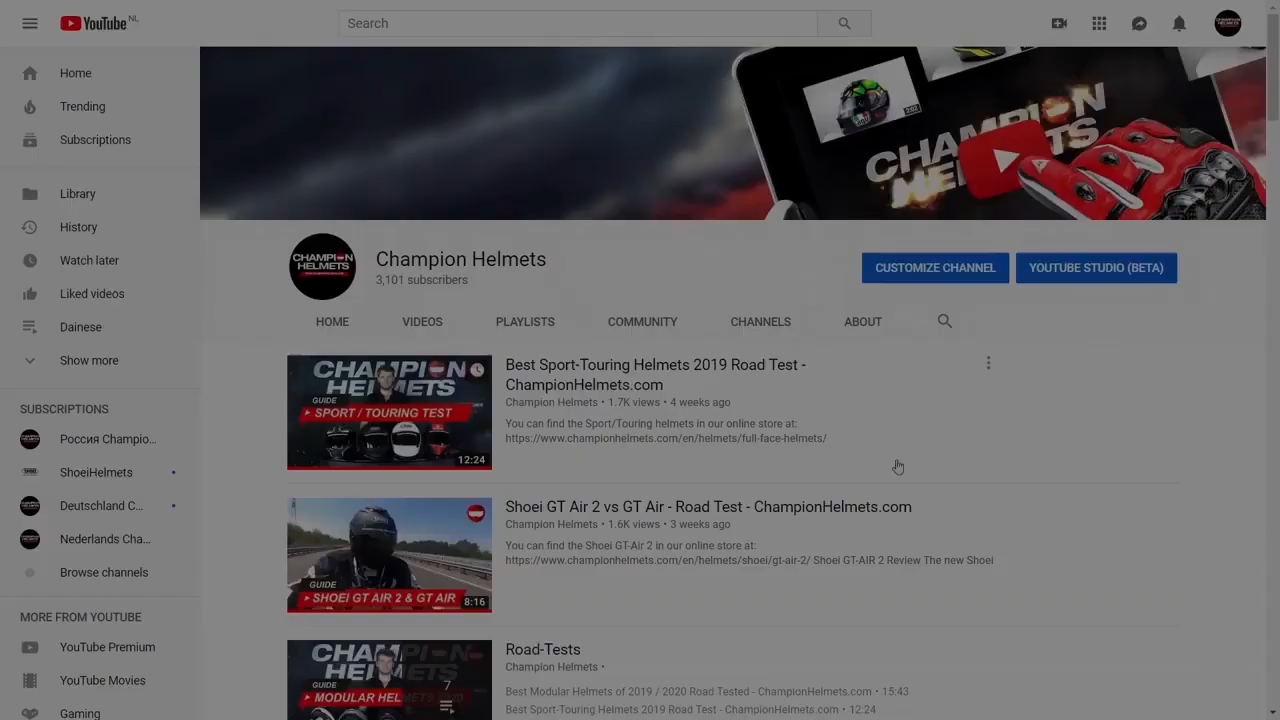 YouTube NL
Search
CHAMPION HELMETS
Home
Trending
Subscriptions
Library
History
Watch later
Liked videos
Dainese
Show more
SUBSCRIPTIONS
Россия Champio...
ShoeiHelmets
Deutschland C...
Nederlands Cha...
Browse channels
MORE FROM YOUTUBE
YouTube Premium
YouTube Movies
Gaming
CHAMPION
HELMETS
CHAMPION
HELMETS
Champion Helmets
3,101 subscribers
CUSTOMIZE CHANNEL
YOUTUBE STUDIO (BETA)
HOME VIDEOS PLAYLISTS COMMUNITY CHANNELS ABOUT
CHAMPION
HELMETS
GUIDE
SPORT / TOURING TEST
12:24
Best Sport-Touring Helmets 2019 Road Test -
ChampionHelmets.com
Champion Helmets • 1.7K views • 4 weeks ago
You can find the Sport/Touring helmets in our online store at:
https://www.championhelmets.com/en/helmets/full-face-helmets/
GUIDE
SHOEI GT AIR 2 & GT AIR
8:16
Shoei GT Air 2 vs GT Air - Road Test - ChampionHelmets.com
Champion Helmets • 1.6K views • 3 weeks ago
You can find the Shoei GT-Air 2 in our online store at:
https://www.championhelmets.com/en/helmets/shoei/gt-air-2/ Shoei GT-AIR 2 Review The new Shoei
GUIDE
MODULAR HEL
7
Road-Tests
Champion Helmets •
Best Modular Helmets of 2019 / 2020 Road Tested - ChampionHelmets.com • 15:43
Best Sport-Touring Helmets 2019 Road Test - ChampionHelmets.com • 12:24